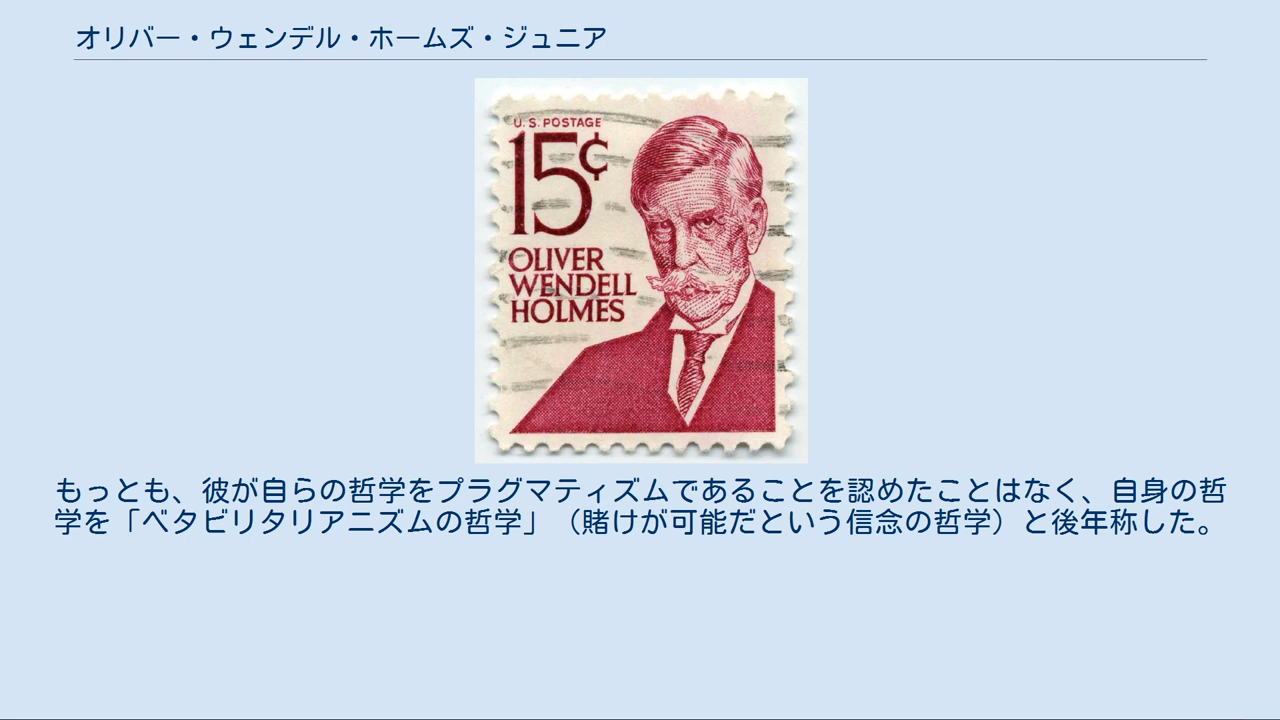 オリバー・ウェンデル・ホームズ・ジュニア
U.S. POSTAGE
15¢
OLIVER
WENDELL
HOLMES
もっとも、彼が自らの哲学をプラグマティズムであることを認めたことはなく、自身の哲
学を「ベタビリタリアニズムの哲学」（賭けが可能だという信念の哲学）と後年称した。